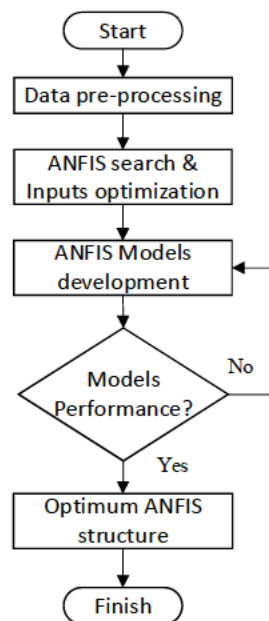 Start
Data pre-processing
ANFIS search &
Inputs optimization
ANFIS Models
development
Models
Performance?
No
Yes
Optimum ANFIS
structure
Finish